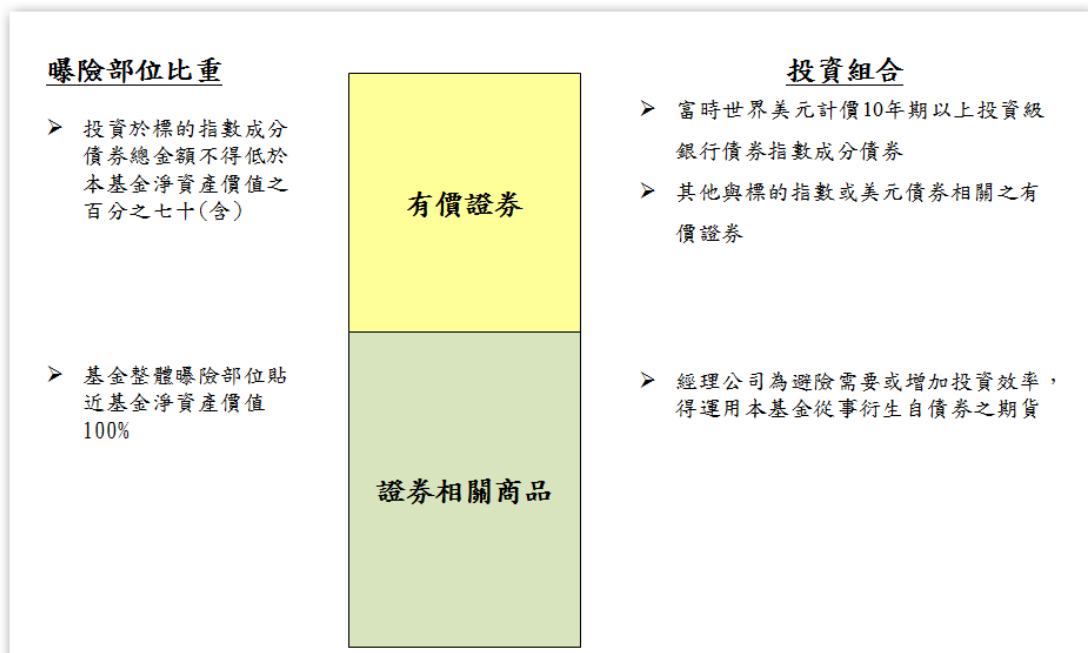 曝險部位比重
➢ 投資於標的指數成分
債券總金額不得低於
本基金淨資產價值之
百分之七十(含)
➢ 基金整體曝險部位貼
近基金淨資產價值
100%
有價證券
證券相關商品
投資組合
➢ 富時世界美元計價10年期以上投資級
銀行債券指數成分債券
➢ 其他與標的指數或美元債券相關之有
價證券
➢ 經理公司為避險需要或增加投資效率，
得運用本基金從事衍生自債券之期貨